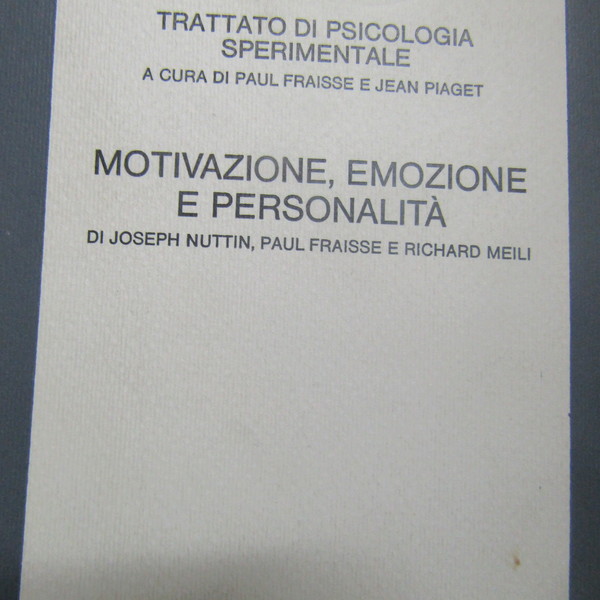 TRATTATO DI PSICOLOGIA
SPERIMENTALE
A CURA DI PAUL FRAISSE E JEAN PIAGET
MOTIVAZIONE, EMOZIONE
E PERSONALITÀ
DI JOSEPH NUTTIN, PAUL FRAISSE E RICHARD MEILI